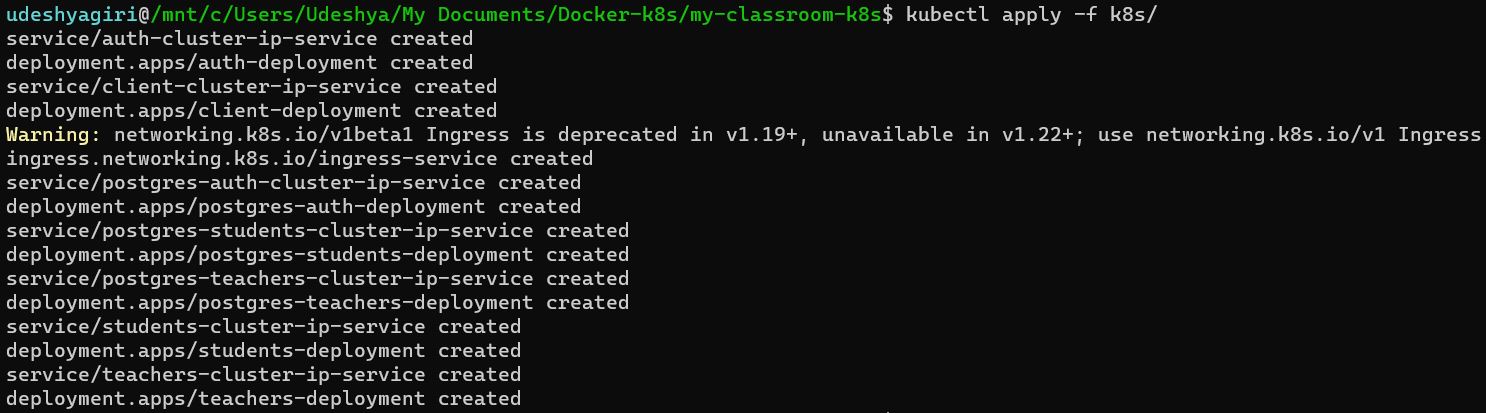 udeshyagiri@/mnt/c/Users/Udeshya/My Documents/Docker-k8s/my-classroom-k8s$ kubectl apply -f k8s/
service/auth-cluster-ip-service created
deployment.apps/auth-deployment created
service/client-cluster-ip-service created
deployment.apps/client-deployment created
Warning: networking.k8s.io/v1beta1 Ingress is deprecated in v1.19+, unavailable in v1.22+; use networking.k8s.io/v1 Ingress
ingress.networking.k8s.io/ingress-service created
service/postgres-auth-cluster-ip-service created
deployment.apps/postgres-auth-deployment created
service/postgres-students-cluster-ip-service created
deployment.apps/postgres-students-deployment created
service/postgres-teachers-cluster-ip-service created
deployment.apps/postgres-teachers-deployment created
service/students-cluster-ip-service created
deployment.apps/students-deployment created
service/teachers-cluster-ip-service created
deployment.apps/teachers-deployment created